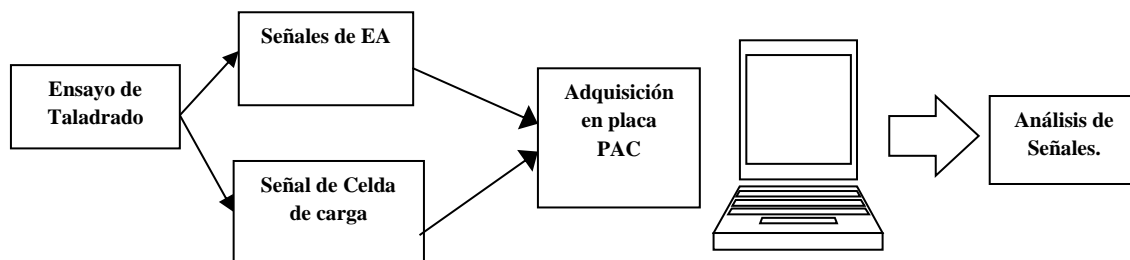 Ensayo de
Taladrado
Señales de EA
Señal de Celda
de carga
Adquisición
en placa
PAC
Análisis de
Señales.